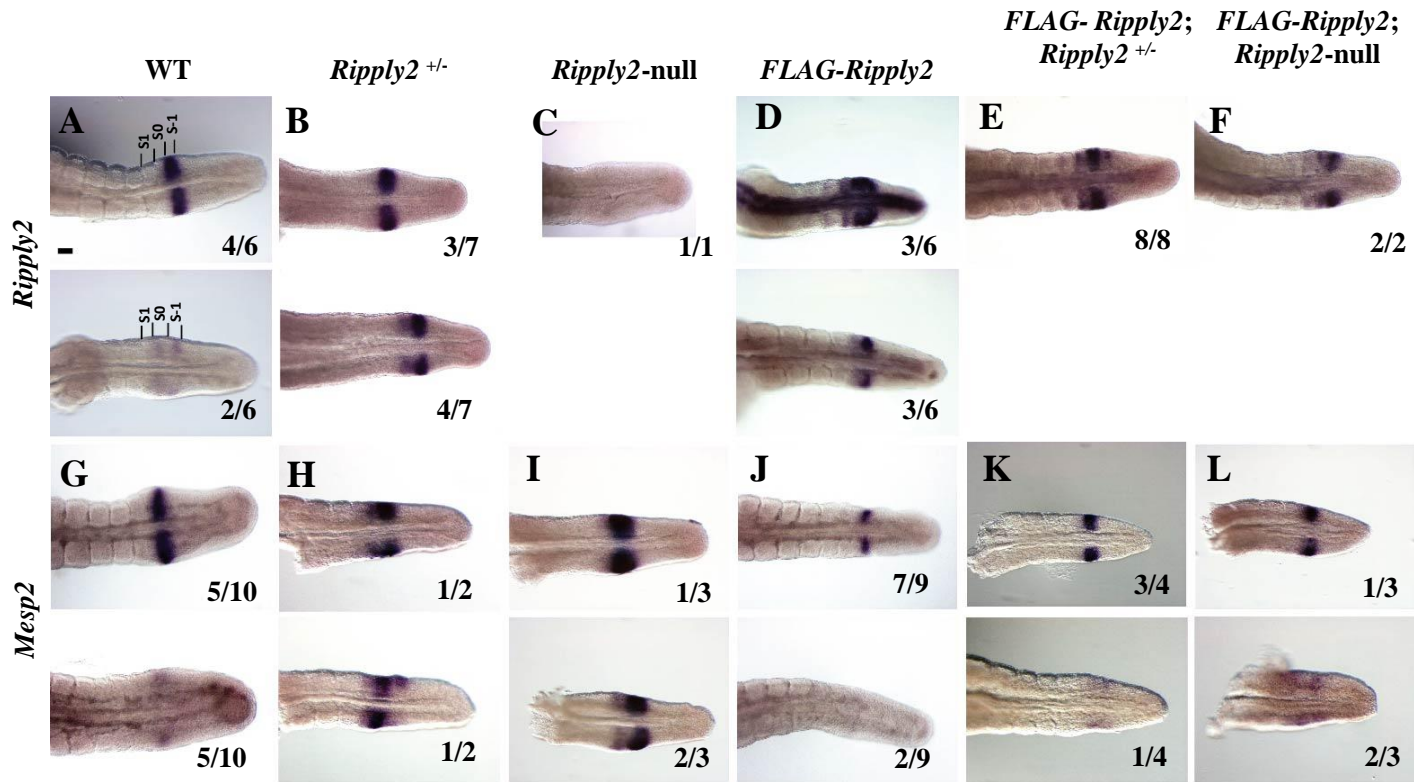 FLAG- Ripply2; FLAG-Ripply2;
WT Ripply2 +/- Ripply2-null FLAG-Ripply2 Ripply2 +/- Ripply2-null
A B C D E F
S1 S0 S-1
Ripply2
4/6 3/7 1/1 3/6 8/8 2/2
S1 S0 S-1
2/6 4/7 3/6
G H I J K L
Mesp2
5/10 1/2 1/3 7/9 3/4 1/3
5/10 1/2 2/3 2/9 1/4 2/3